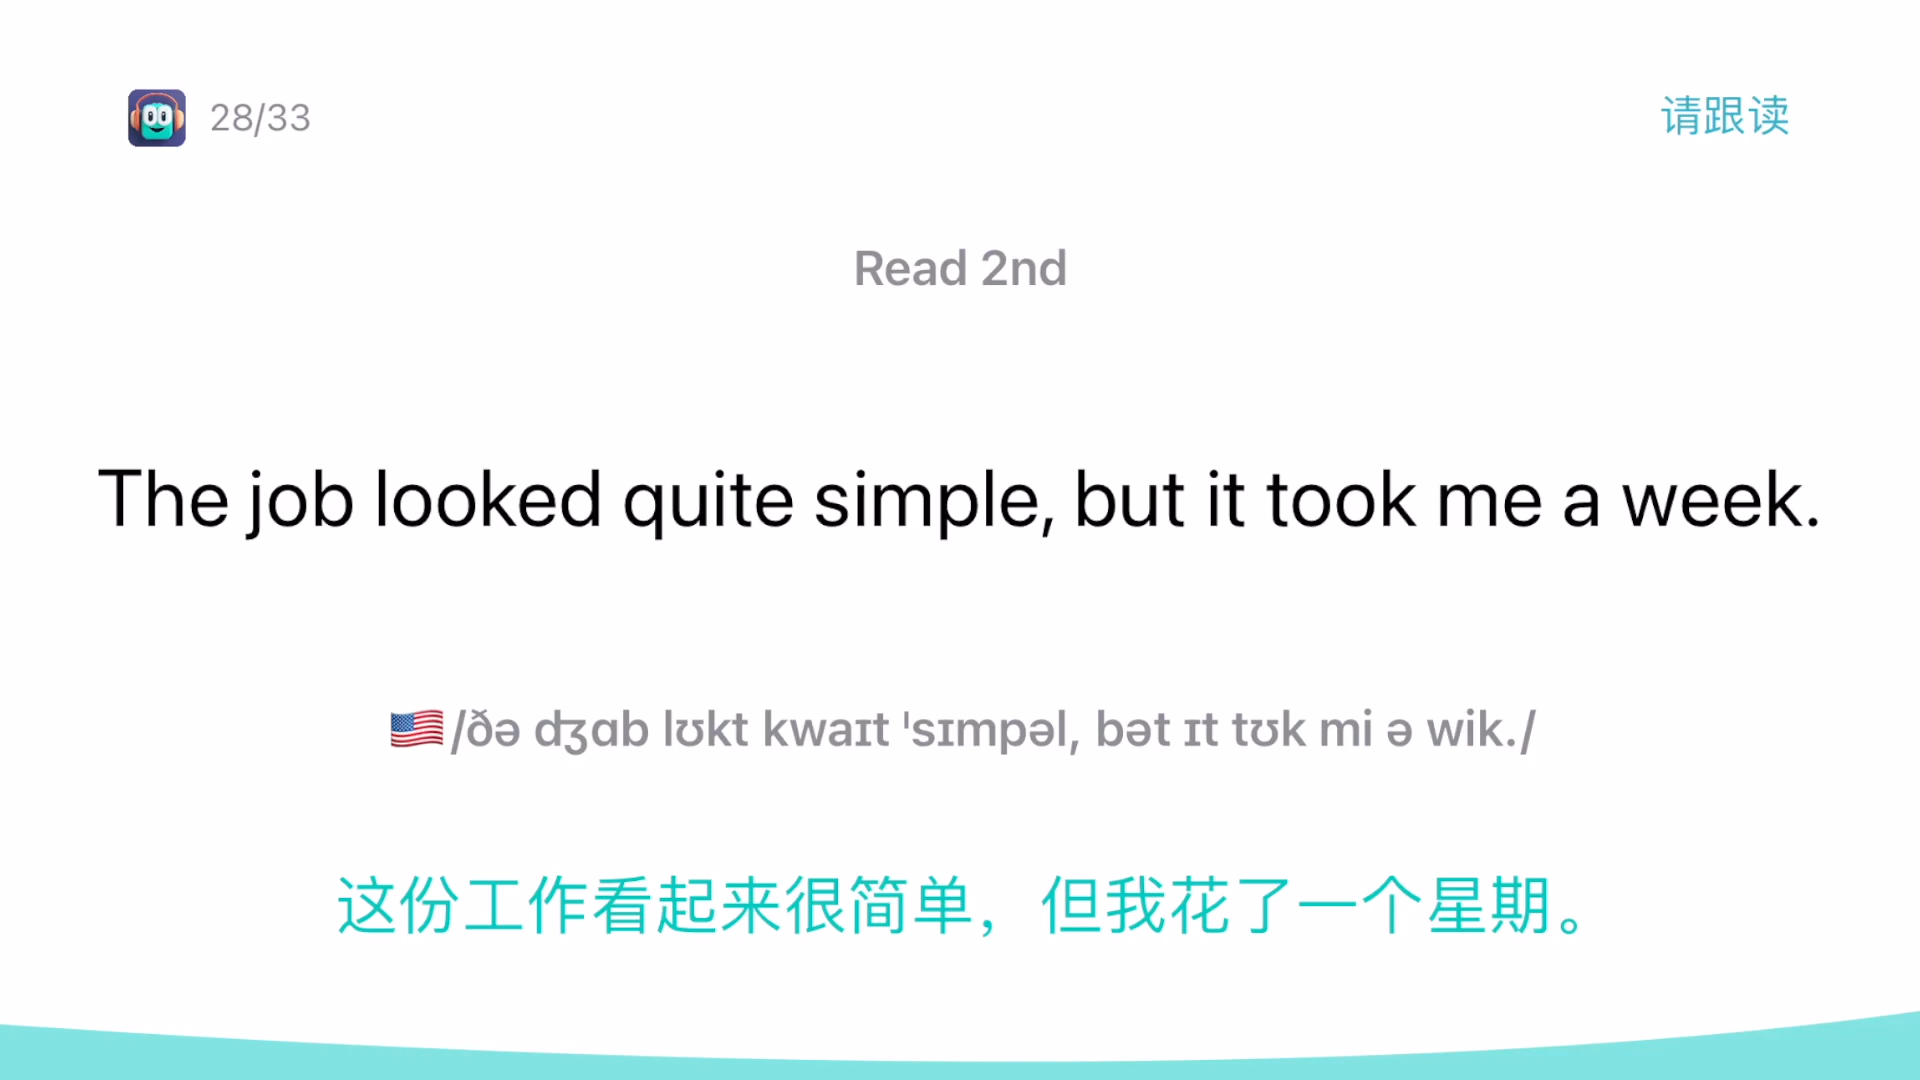 28/33
请跟读
Read 2nd
The job looked quite simple, but it took me a week.
/ðə ʤɑb lʊkt kwaɪt ˈsɪmpəl, bət ɪt tʊk mi ə wik./
这份工作看起来很简单，但我花了一个星期。